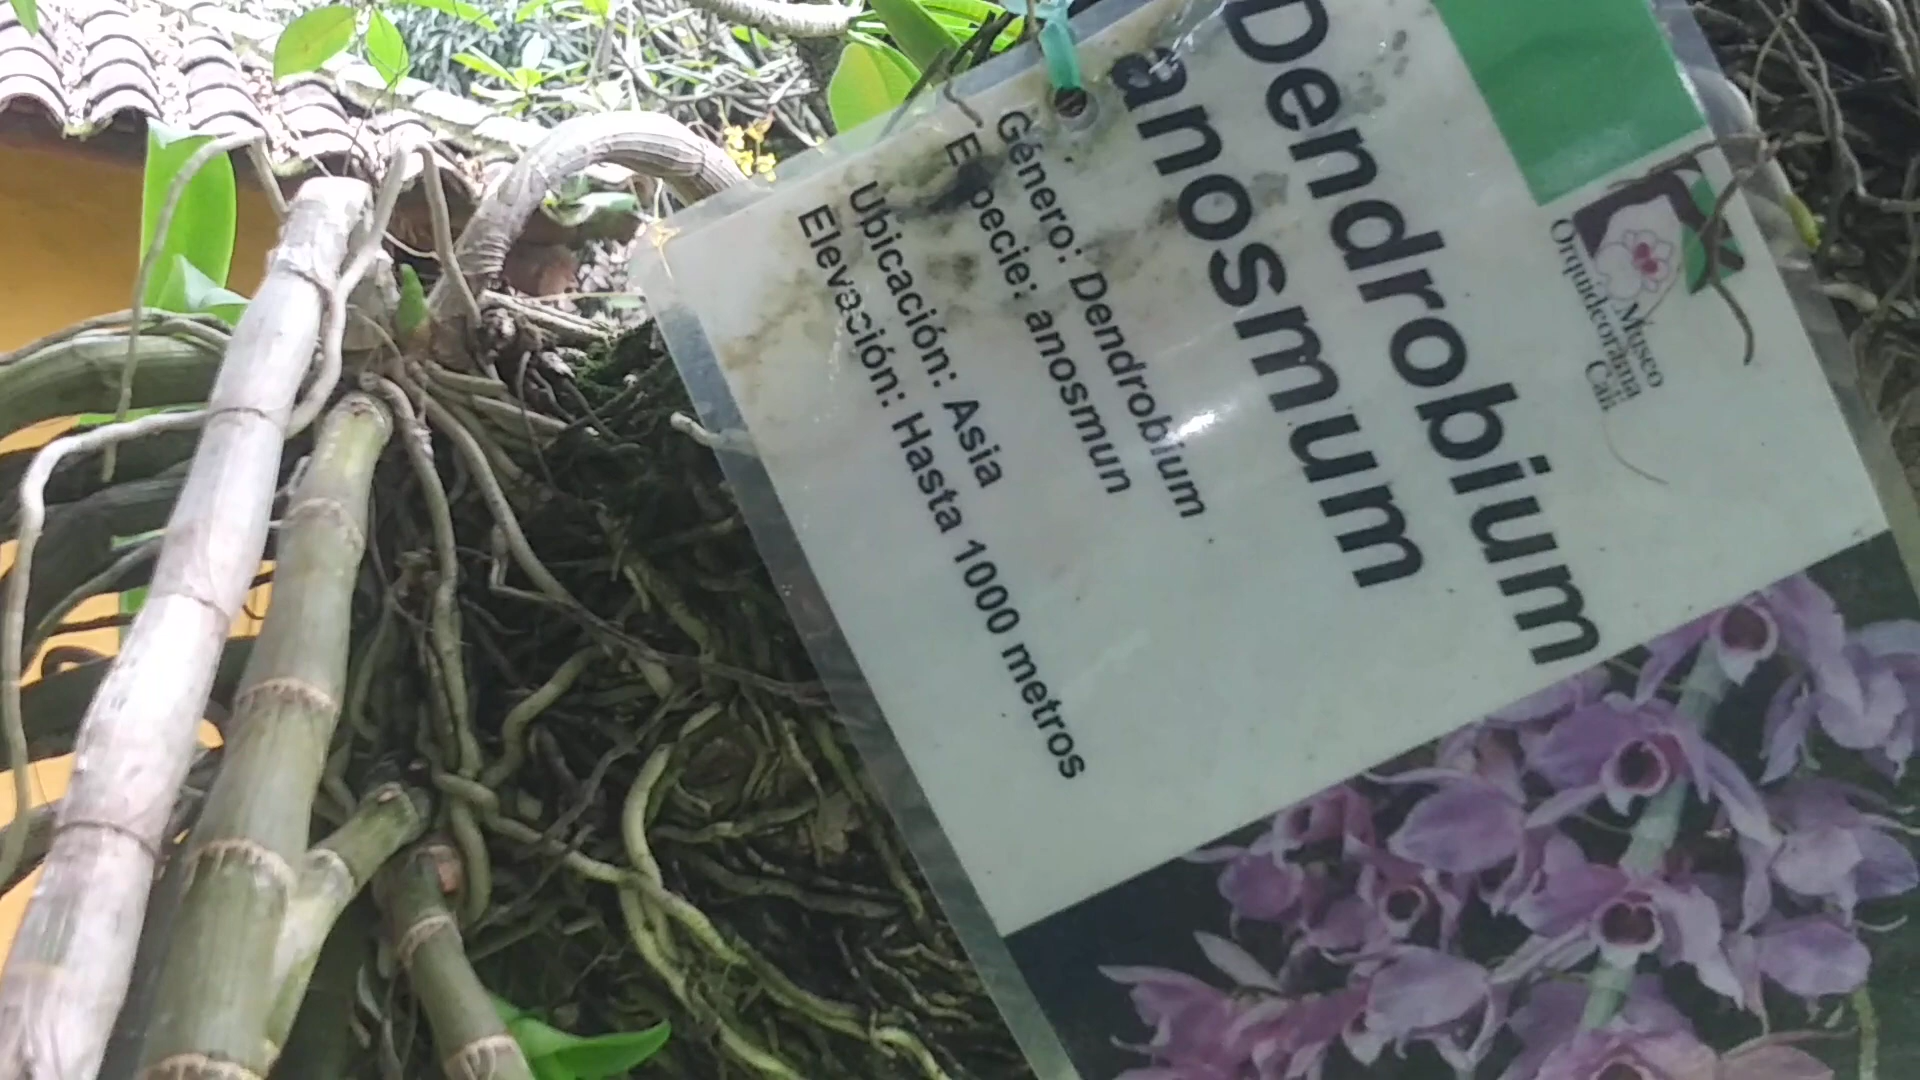 Dendrobium
anosmum
Género: Dendrobium
Especie: anosmun
Ubicación: Asia
Elevación: Hasta 1000 metros
Museo
Orquideorama
Cali